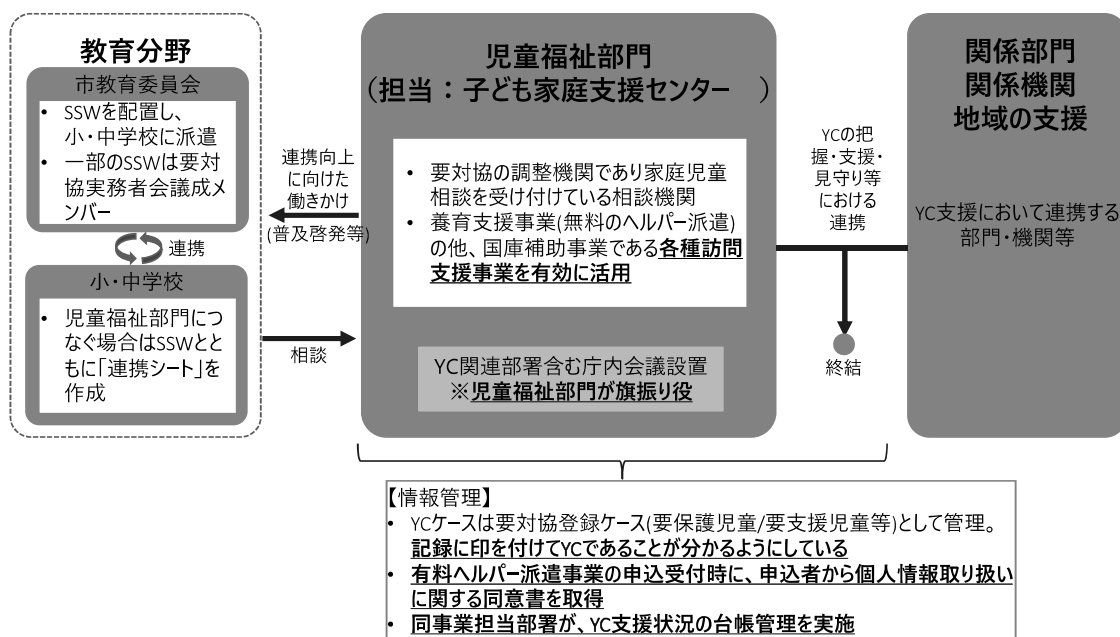 教育分野
市教育委員会
• SSWを配置し、
小・中学校に派遣
• 一部のSSWは要対
協実務者会議成メ
ンバー
連携
小・中学校
• 児童福祉部門につ
なぐ場合はSSWとと
もに「連携シート」を
作成
連携向上
に向けた
働きかけ
(普及啓発等)
相談
児童福祉部門
(担当：子ども家庭支援センター　)
• 要対協の調整機関であり家庭児童
相談を受け付けている相談機関
• 養育支援事業(無料のヘルパー派遣)
の他、国庫補助事業である各種訪問
支援事業を有効に活用
YC関連部署含む庁内会議設置
※児童福祉部門が旗振り役
YCの把
握・支援・
見守り等
における
連携
終結
関係部門
関係機関
地域の支援
YC支援において連携する
部門・機関等
【情報管理】
• YCケースは要対協登録ケース(要保護児童/要支援児童等)として管理。
記録に印を付けてYCであることが分かるようにしている
• 有料ヘルパー派遣事業の申込受付時に、申込者から個人情報取り扱い
に関する同意書を取得
• 同事業担当部署が、YC支援状況の台帳管理を実施